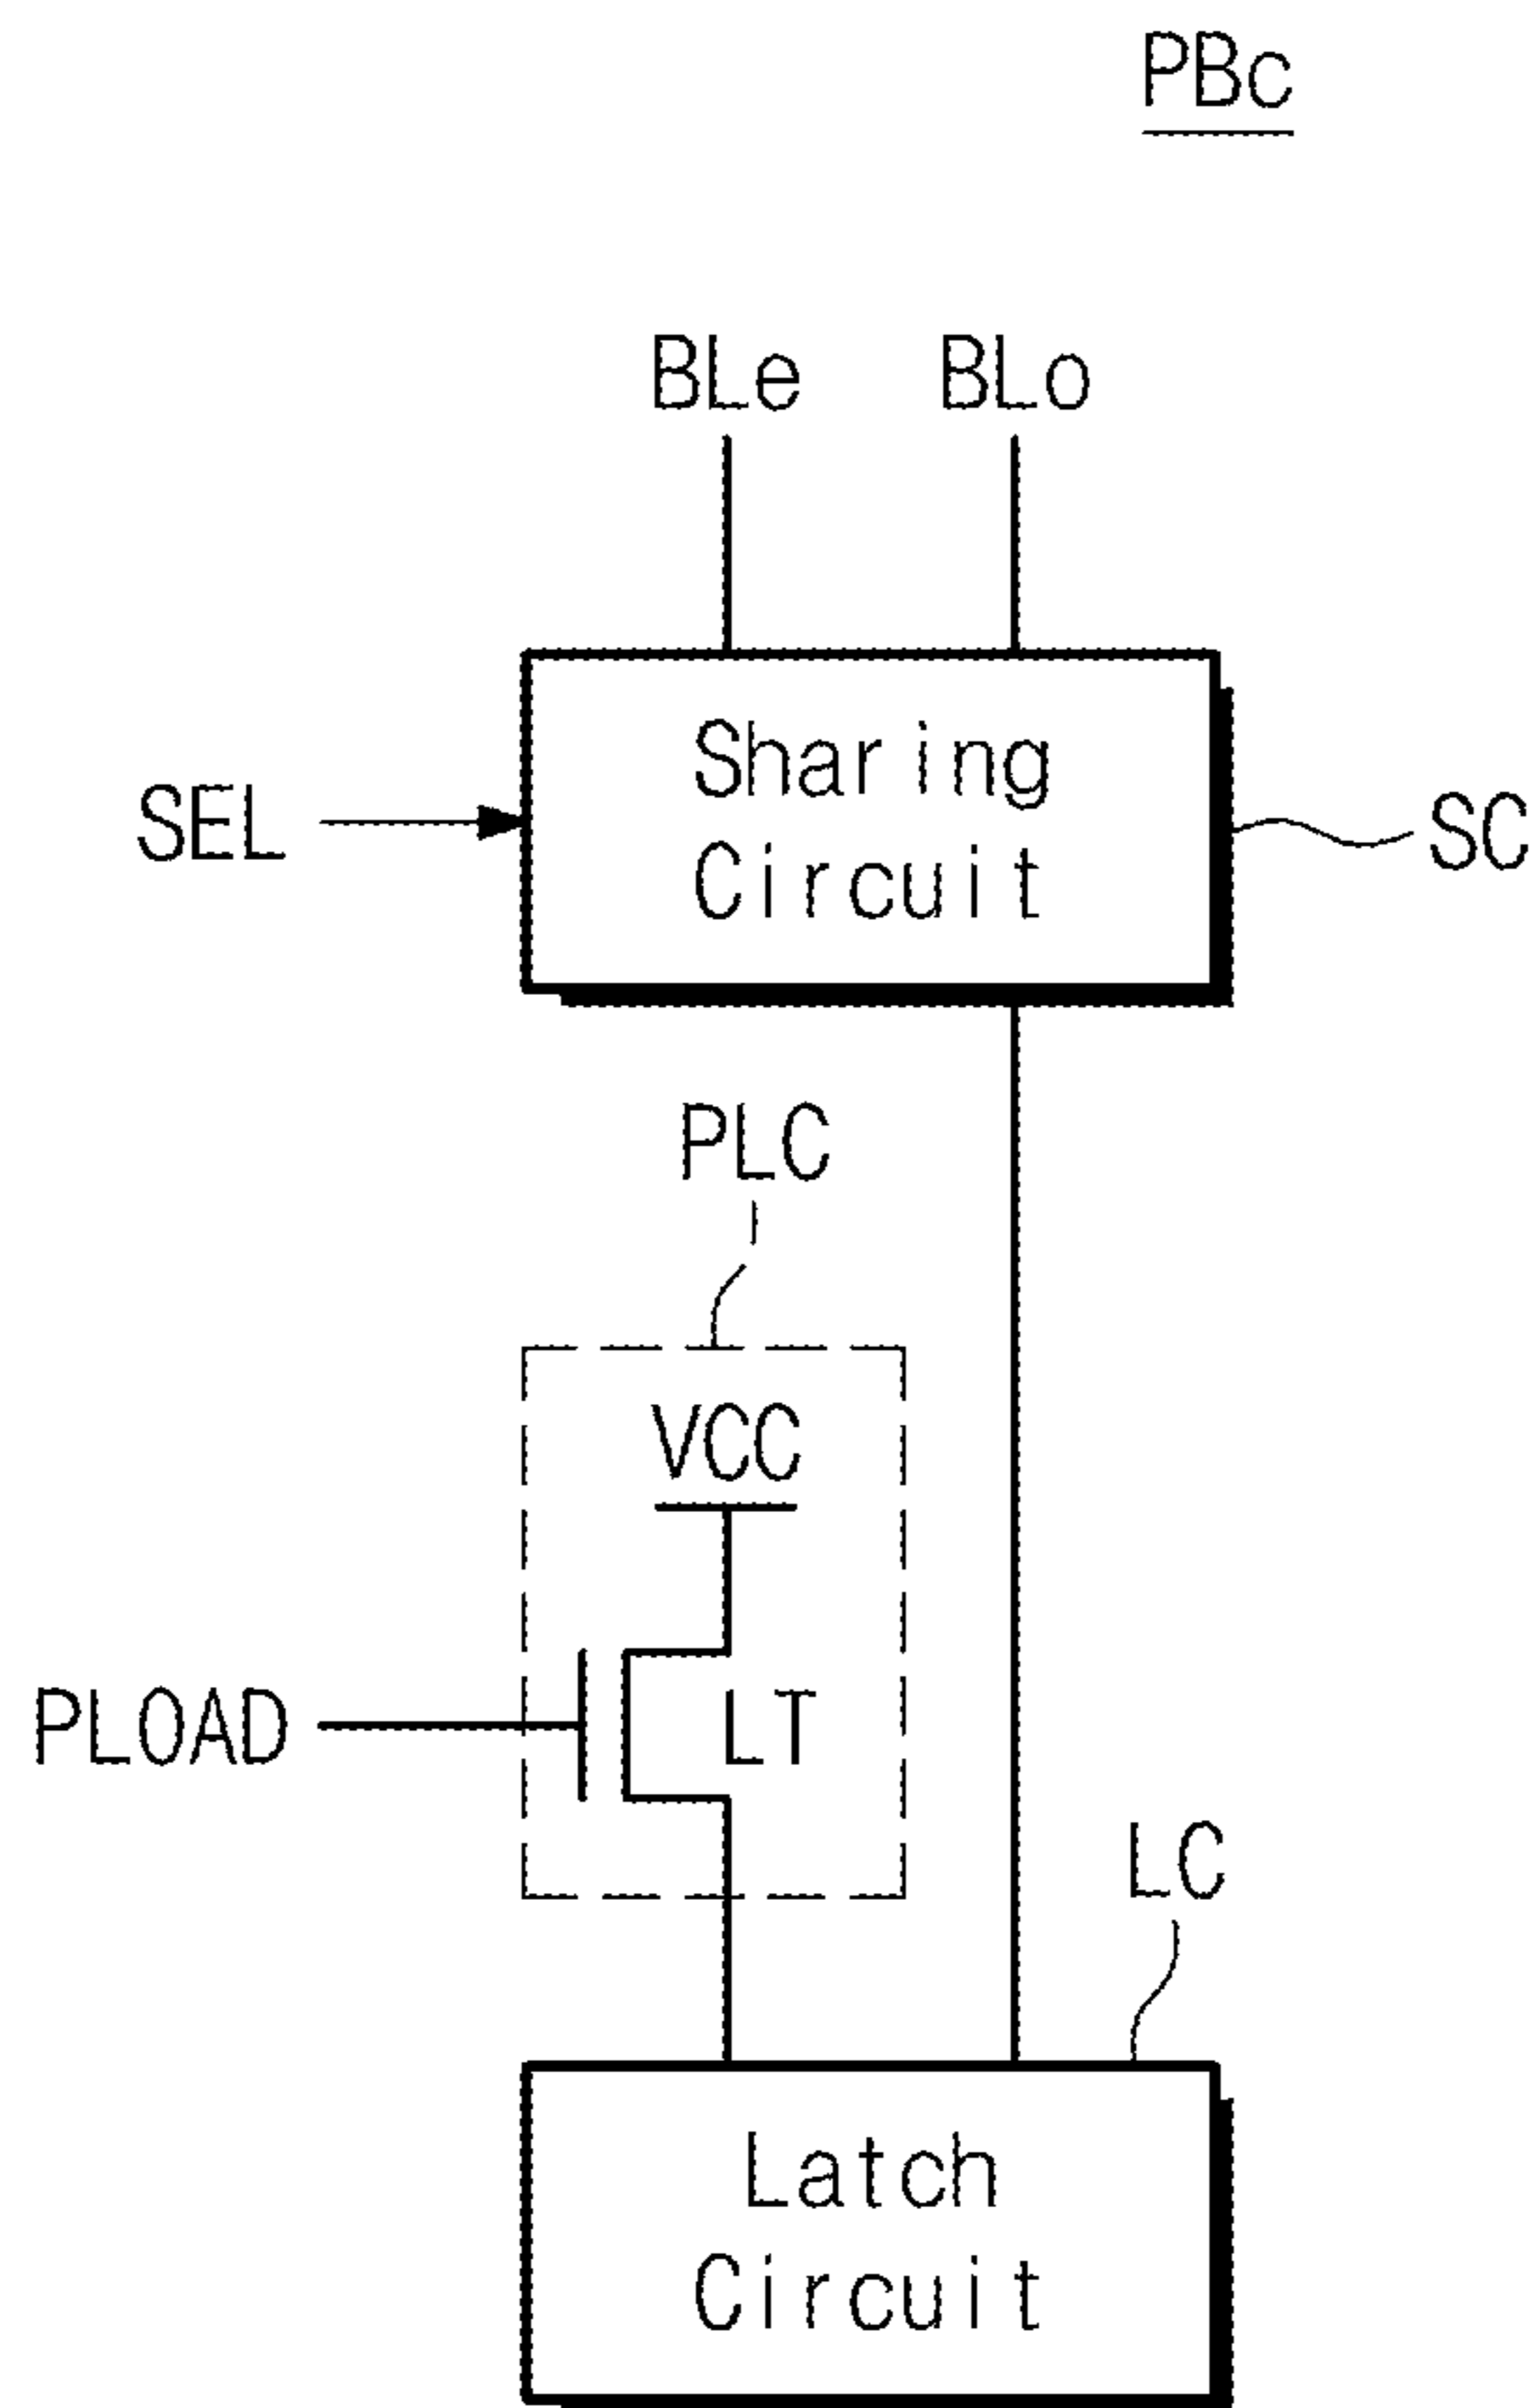 PBc
BLe BLo
Sharing
Circuit
SEL
SC
PLC
VCC
PLOAD
LT
LC
Latch
Circuit